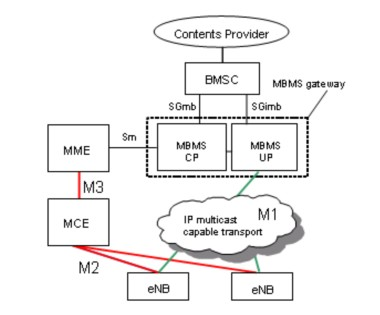 Contents Provider
BMSC
MBMS gateway
SGmb
SGimb
Sm
MME
MBMS
CP
MBMS
UP
M3
M1
MCE
IP multicast
capable transport
M2
eNB
eNB